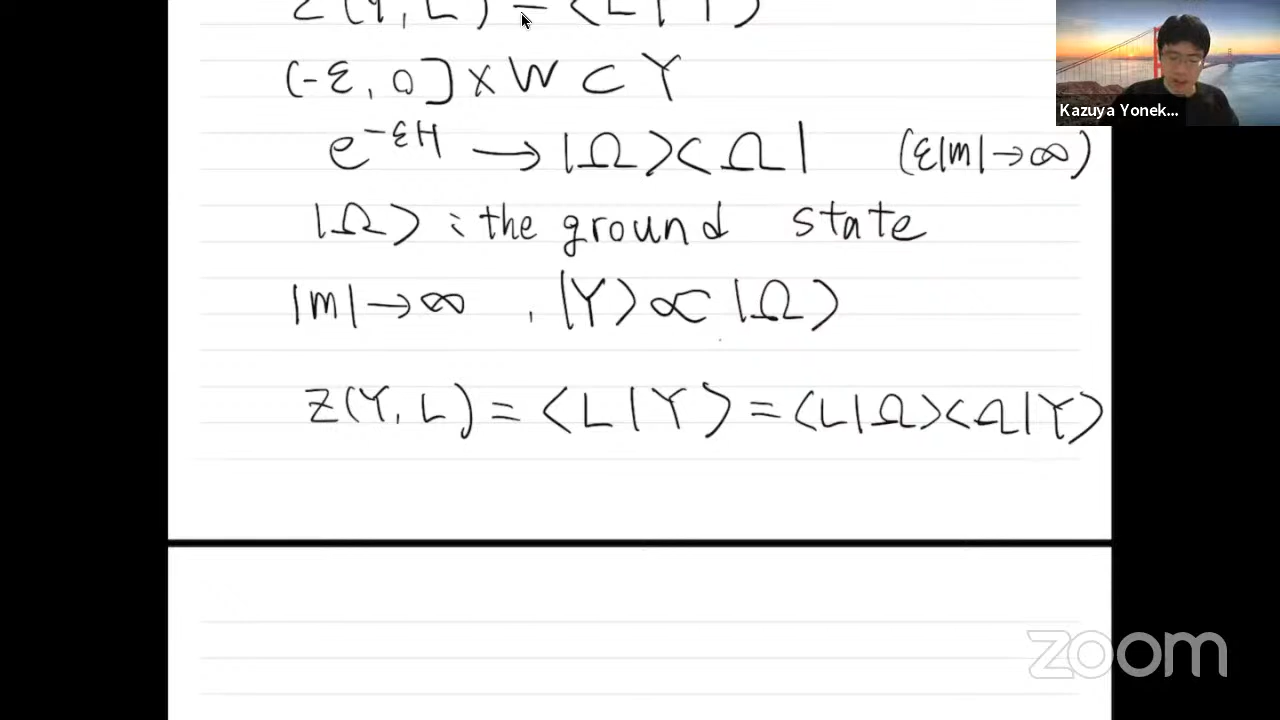 Z(Y, L) = <L|Y>
(-ε, 0] × W ⊂ Y
e^{-εH} → |Ω><Ω| (ε|m| → ∞)
|Ω> : the ground state
|m| → ∞ , |Y> ∝ |Ω>
Z(Y, L) = <L|Y> = <L|Ω><Ω|Y>
Kazuya Yonek...
zoom